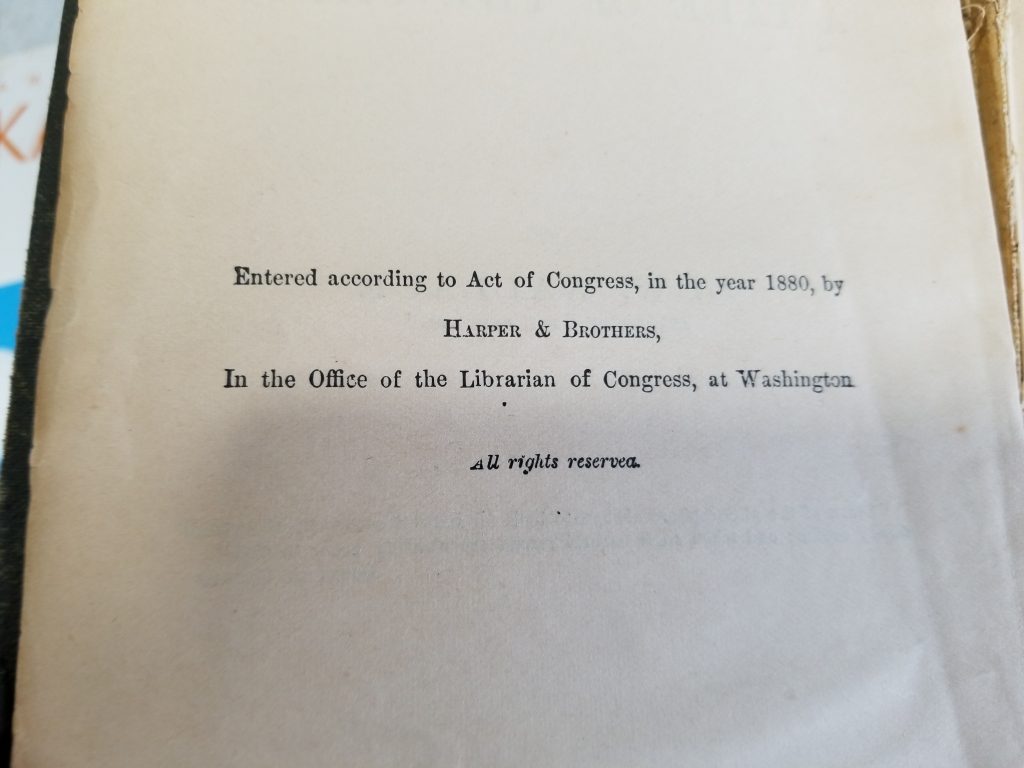 Entered according to Act of Congress, in the year 1880, by
HARPER & BROTHERS,
In the Office of the Librarian of Congress, at Washington
All rights reserved.